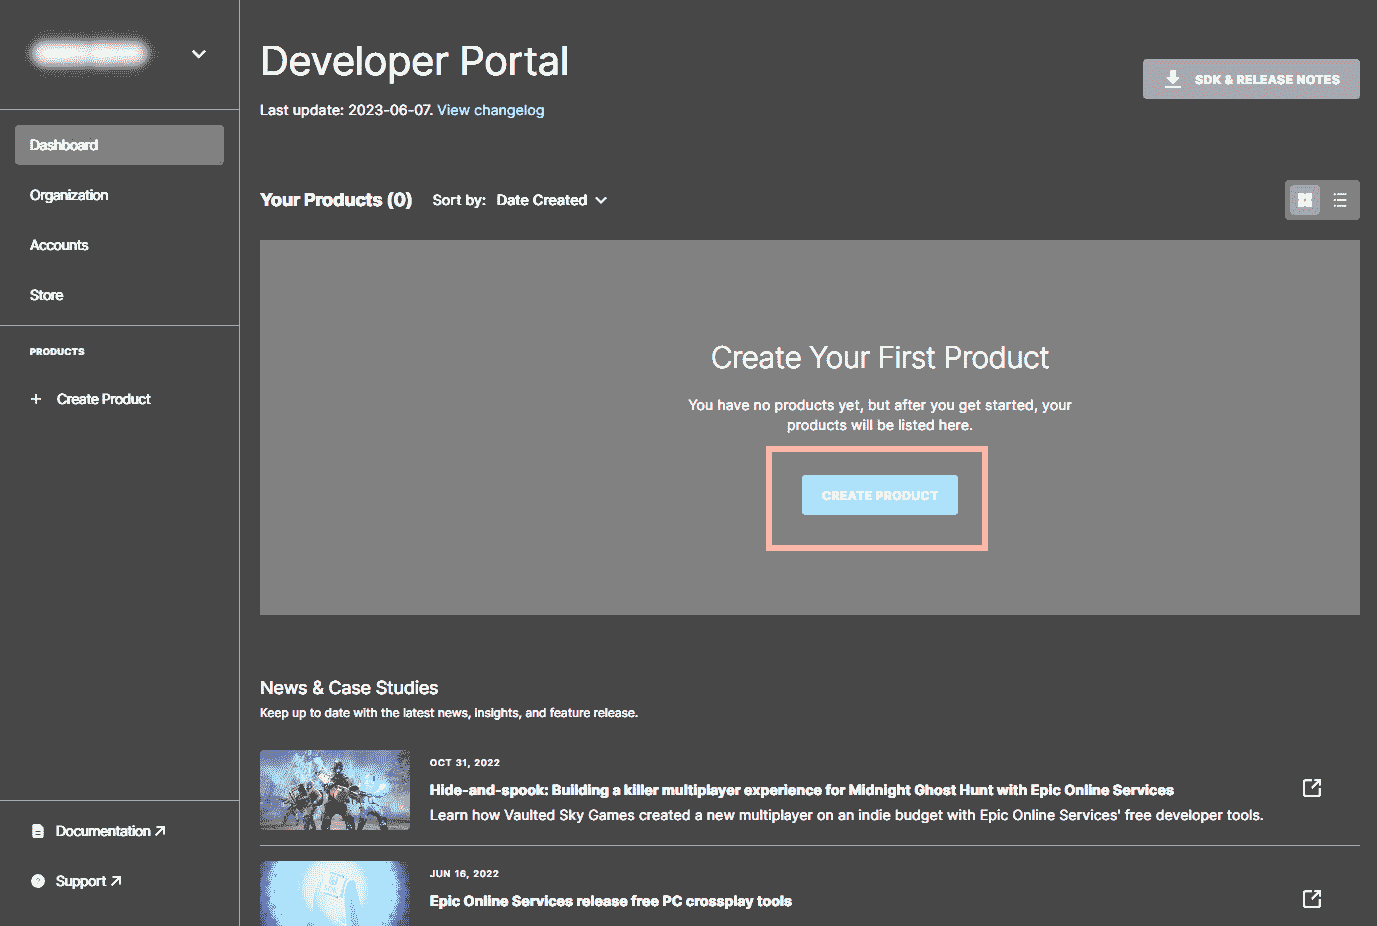 Developer Portal
Last update: 2023-06-07. View changelog
SDK & RELEASE NOTES
Dashboard
Organization
Accounts
Store
PRODUCTS
+ Create Product
Documentation
Support
Your Products (0)
Sort by: Date Created
Create Your First Product
You have no products yet, but after you get started, your
products will be listed here.
CREATE PRODUCT
News & Case Studies
Keep up to date with the latest news, insights, and feature release.
OCT 31, 2022
Hide-and-spook: Building a killer multiplayer experience for Midnight Ghost Hunt with Epic Online Services
Learn how Vaulted Sky Games created a new multiplayer on an indie budget with Epic Online Services' free developer tools.
JUN 16, 2022
Epic Online Services release free PC crossplay tools